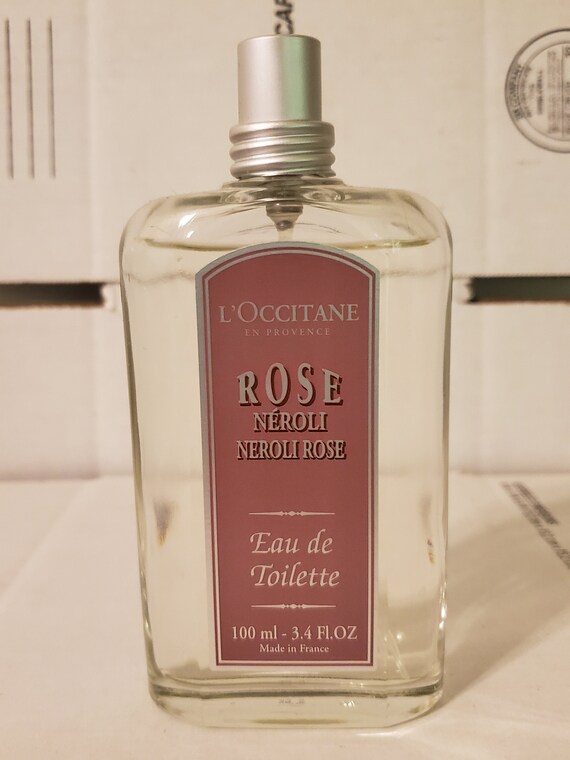 L'OCCITANE
EN PROVENCE
ROSE
NÉROLI
NEROLI ROSE
Eau de
Toilette
100 ml - 3.4 Fl.OZ
Made in France